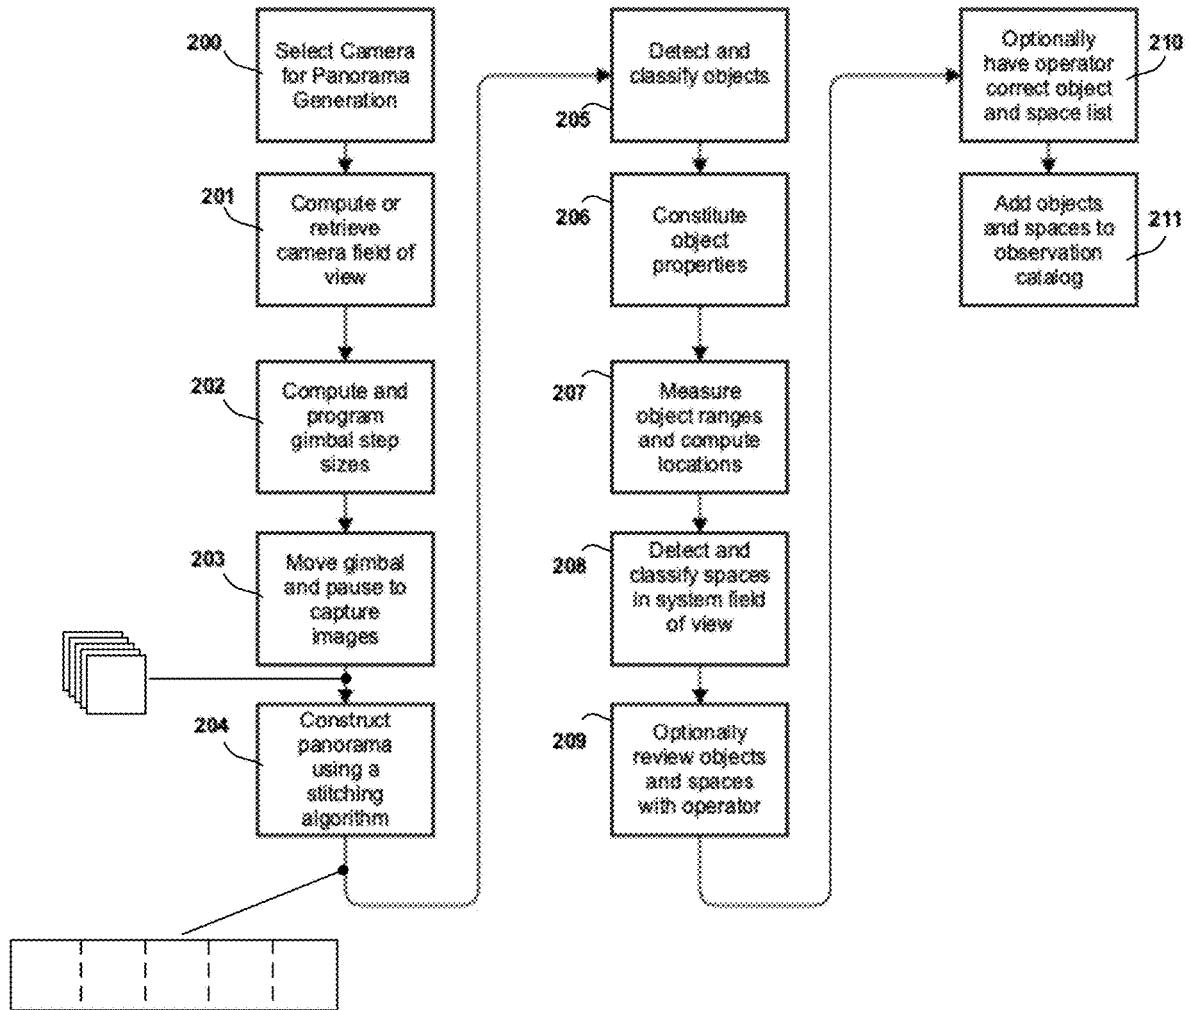 200
Select Camera
for Panorama
Generation
201
Compute or
retrieve
camera field of
view
202
Compute and
program
gimbal step
sizes
203
Move gimbal
and pause to
capture
images
204
Construct
panorama
using a
stitching
algorithm
205
Detect and
classify objects
206
Constitute
object
properties
207
Measure
object ranges
and compute
locations
208
Detect and
classify spaces
in system field
of view
209
Optionally
review objects
and spaces
with operator
210
Optionally
have operator
correct object
and space list
211
Add objects
and spaces to
observation
catalog